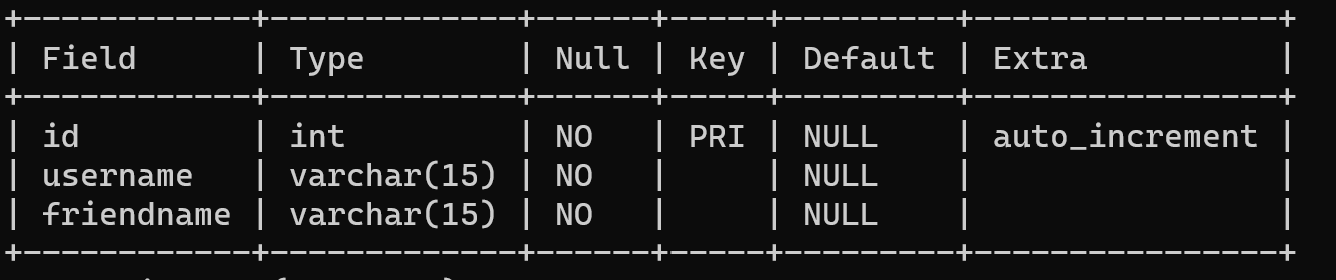 +------------+-------------+------+-----+---------+----------------+
| Field      | Type        | Null | Key | Default | Extra          |
+------------+-------------+------+-----+---------+----------------+
| id         | int         | NO   | PRI | NULL    | auto_increment |
| username   | varchar(15) | NO   |     | NULL    |                |
| friendname | varchar(15) | NO   |     | NULL    |                |
+------------+-------------+------+-----+---------+----------------+